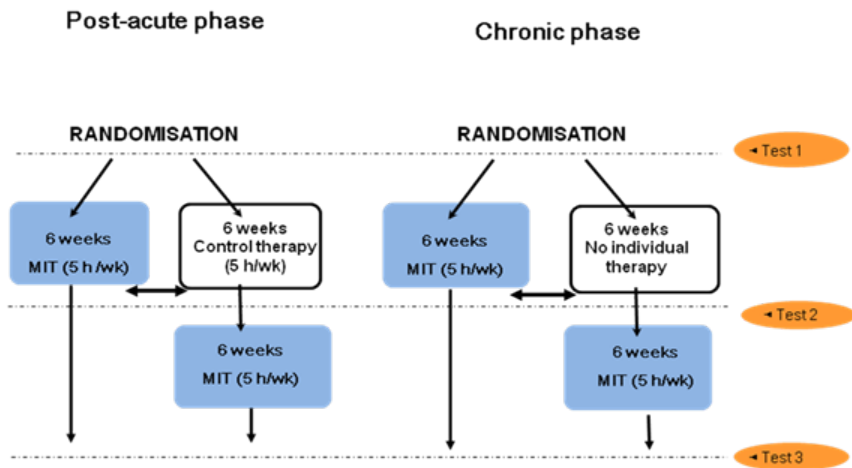 Post-acute phase
Chronic phase
RANDOMISATION
RANDOMISATION
◄ Test 1
6 weeks
MIT (5 h/wk)
6 weeks
Control therapy
(5 h/wk)
6 weeks
MIT (5 h/wk)
6 weeks
No individual
therapy
◄ Test 2
6 weeks
MIT (5 h/wk)
6 weeks
MIT (5 h/wk)
◄ Test 3